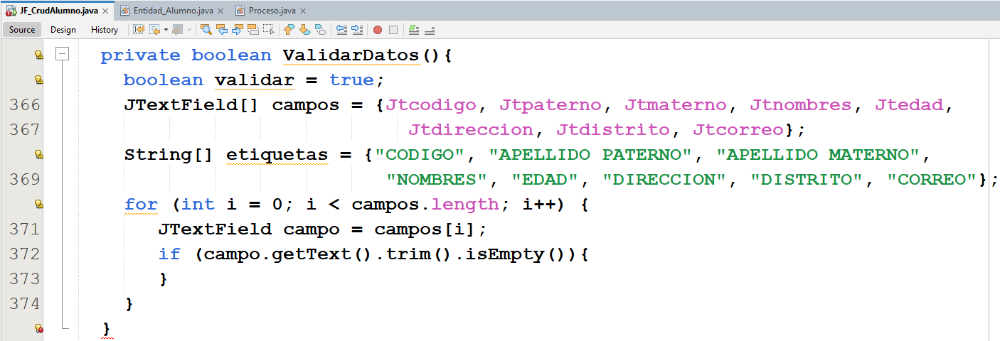 JF_CrudAlumno.java Entidad_Alumno.java Proceso.java
Source Design History
private boolean ValidarDatos(){
boolean validar = true;
366 JTextField[] campos = {Jtcodigo, Jtpaterno, Jtmaterno, Jtnombres, Jtedad,
367 Jtdireccion, Jtdistrito, Jtcorreo};
String[] etiquetas = {"CODIGO", "APELLIDO PATERNO", "APELLIDO MATERNO",
369 "NOMBRES", "EDAD", "DIRECCION", "DISTRITO", "CORREO"};
for (int i = 0; i < campos.length; i++) {
371 JTextField campo = campos[i];
372 if (campo.getText().trim().isEmpty()){
373 }
374 }
}